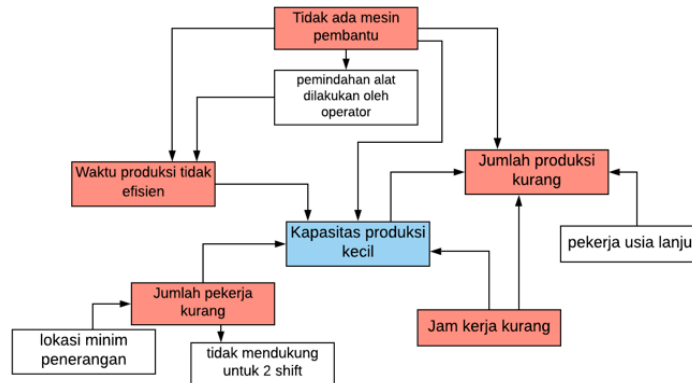 Tidak ada mesin
pembantu
pemindahan alat
dilakukan oleh
operator
Waktu produksi tidak
efisien
Jumlah produksi
kurang
Kapasitas produksi
kecil
pekerja usia lanju
Jumlah pekerja
kurang
Jam kerja kurang
lokasi minim
penerangan
tidak mendukung
untuk 2 shift